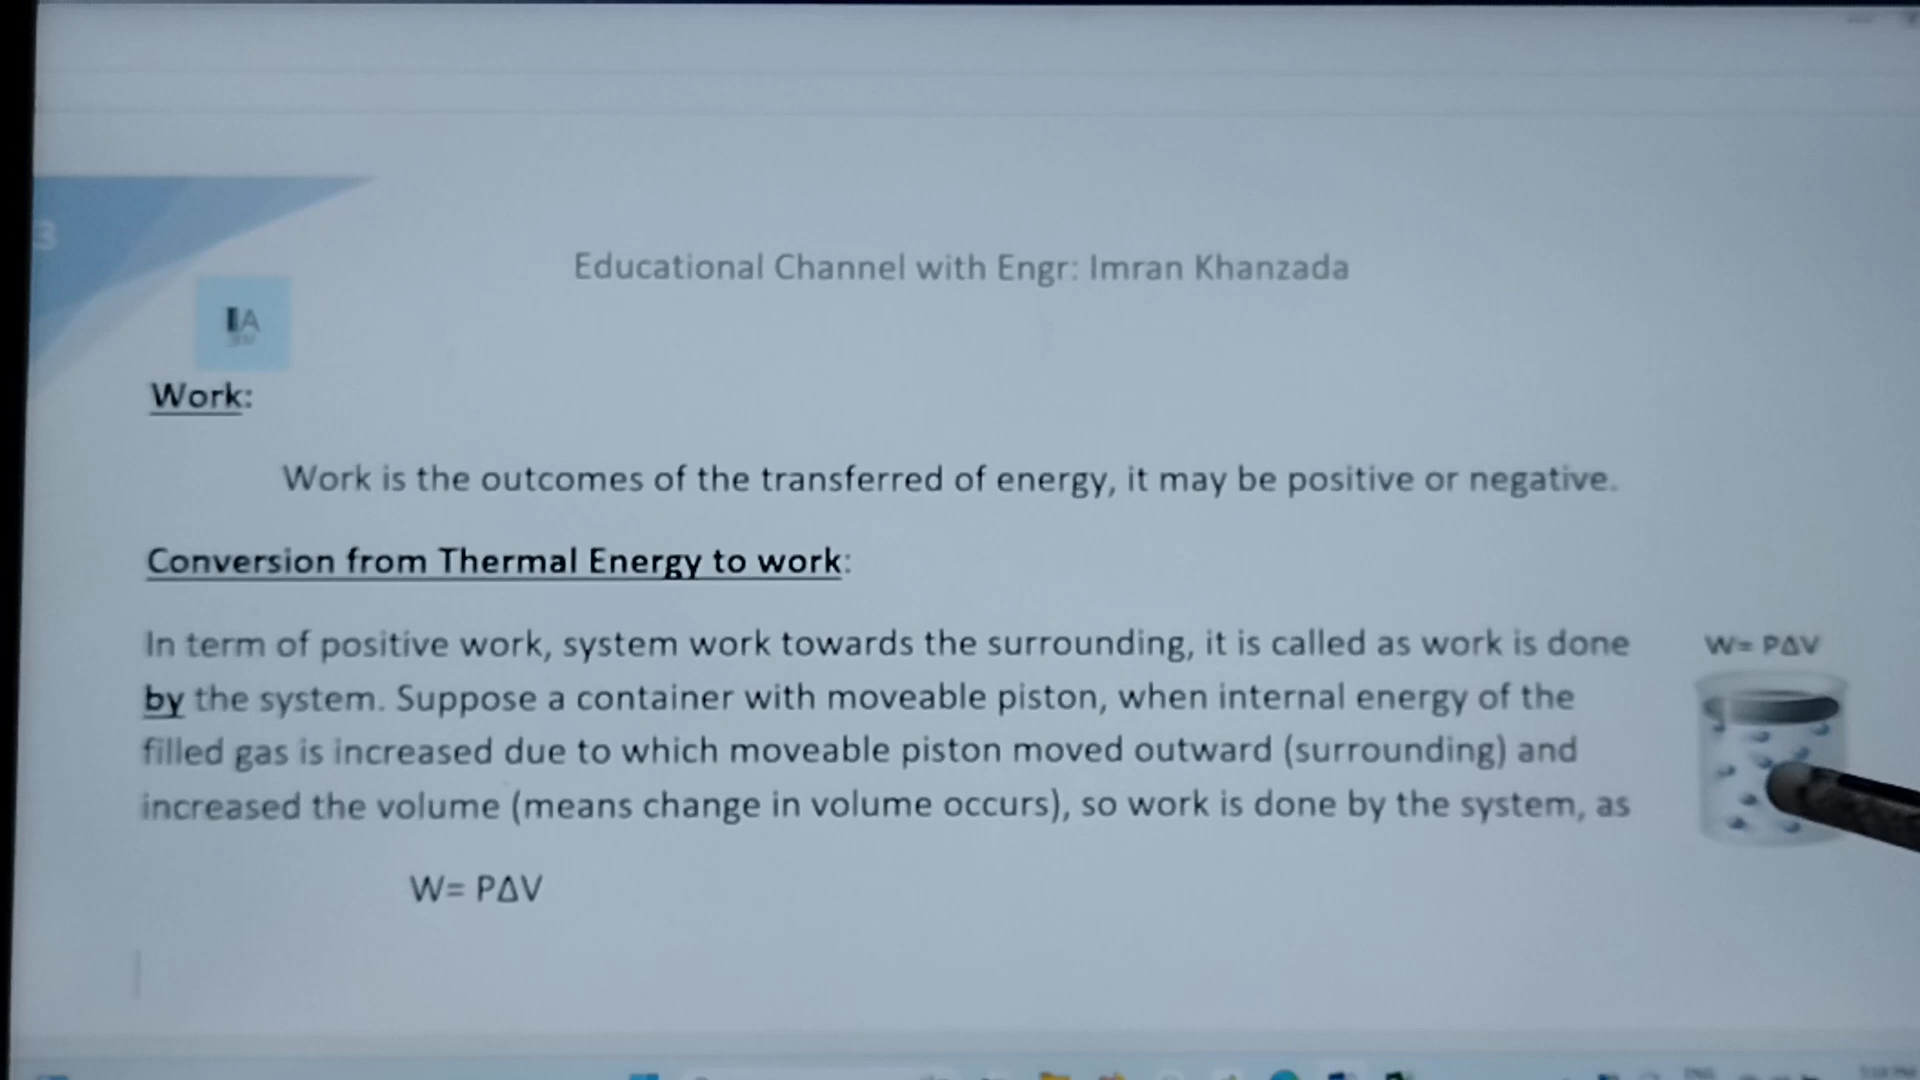 3
Educational Channel with Engr: Imran Khanzada
IA
Work:
Work is the outcomes of the transferred of energy, it may be positive or negative.
Conversion from Thermal Energy to work:
In term of positive work, system work towards the surrounding, it is called as work is done
W= PΔV
by the system. Suppose a container with moveable piston, when internal energy of the
filled gas is increased due to which moveable piston moved outward (surrounding) and
increased the volume (means change in volume occurs), so work is done by the system, as
W= PΔV